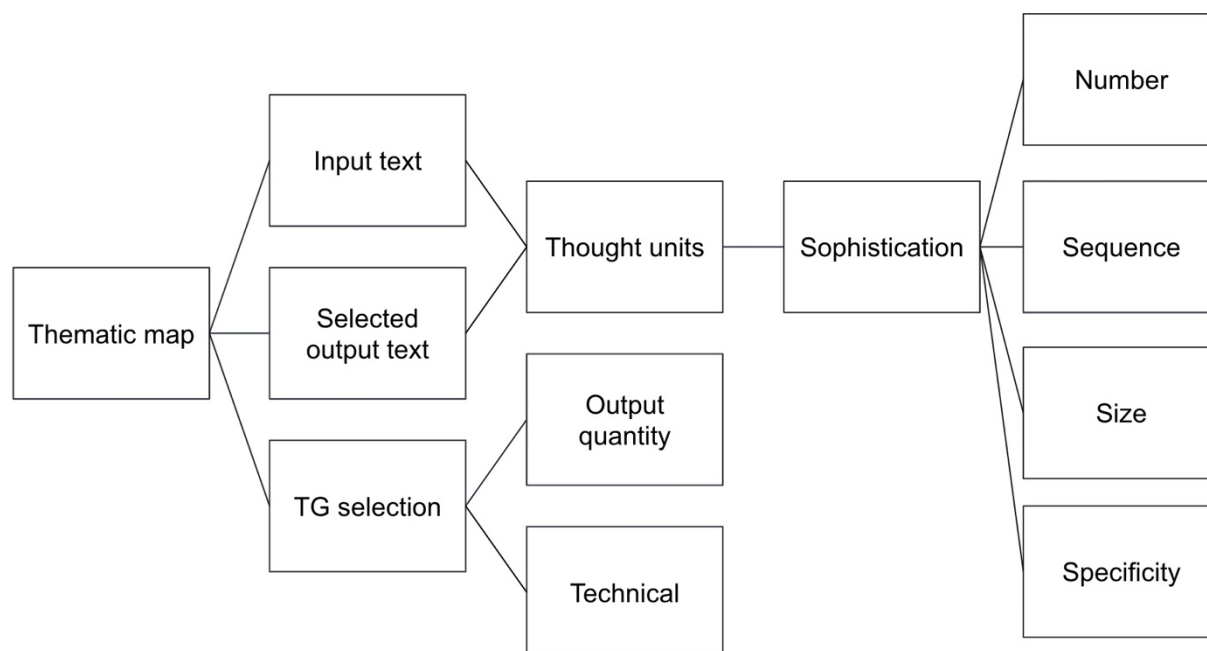 Thematic map
Input text
Selected
output text
TG selection
Thought units
Output
quantity
Technical
Sophistication
Number
Sequence
Size
Specificity